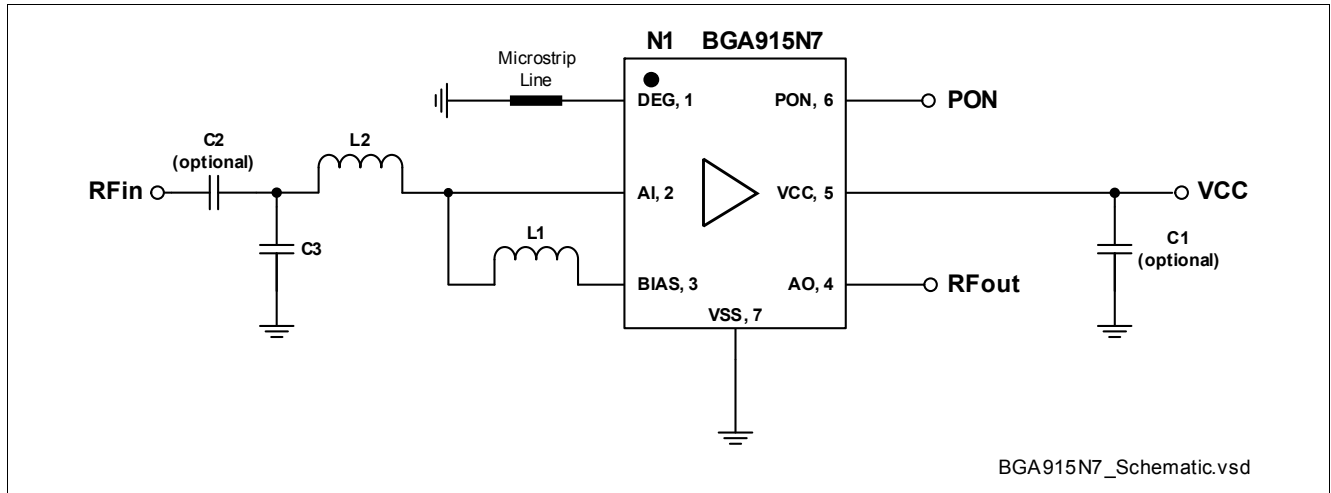 N1 BGA915N7
Microstrip
Line
DEG, 1
PON, 6
PON
C2
(optional)
L2
RFin
AI, 2
VCC, 5
VCC
C3
L1
C1
(optional)
BIAS, 3
AO, 4
RFout
VSS, 7
BGA915N7_Schematic.vsd